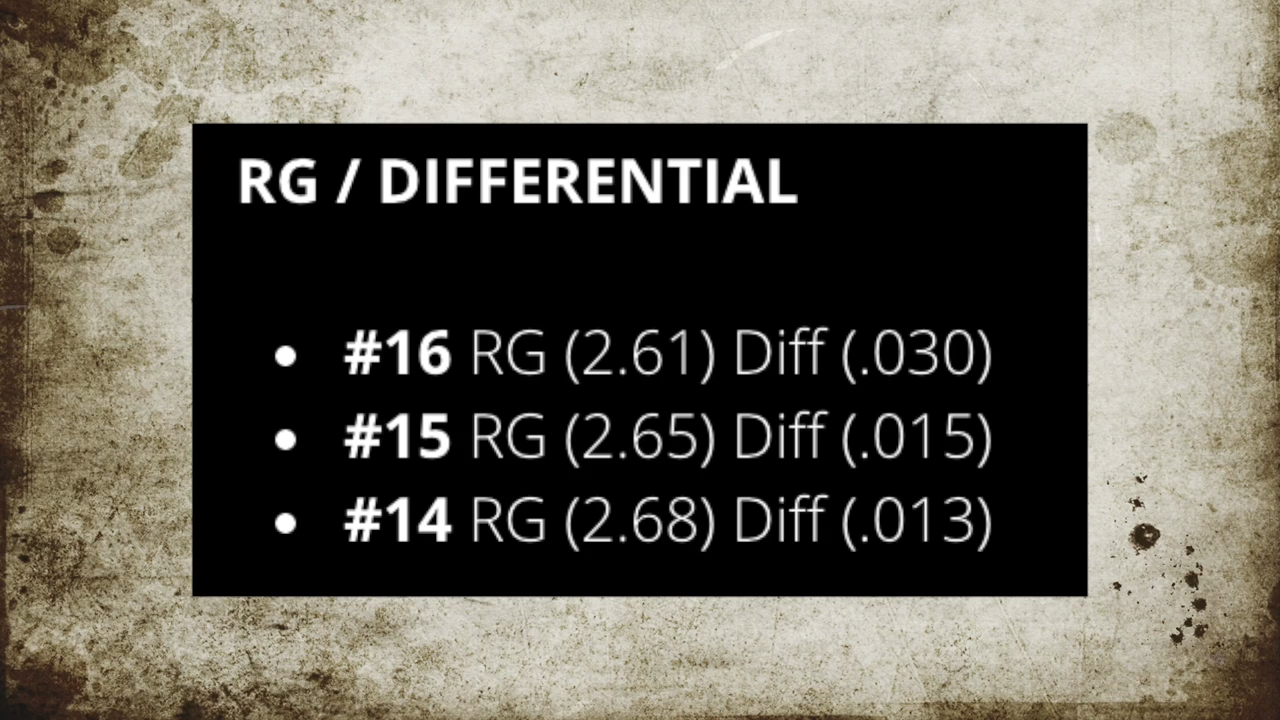 RG / DIFFERENTIAL
• #16 RG (2.61) Diff (.030)
• #15 RG (2.65) Diff (.015)
• #14 RG (2.68) Diff (.013)